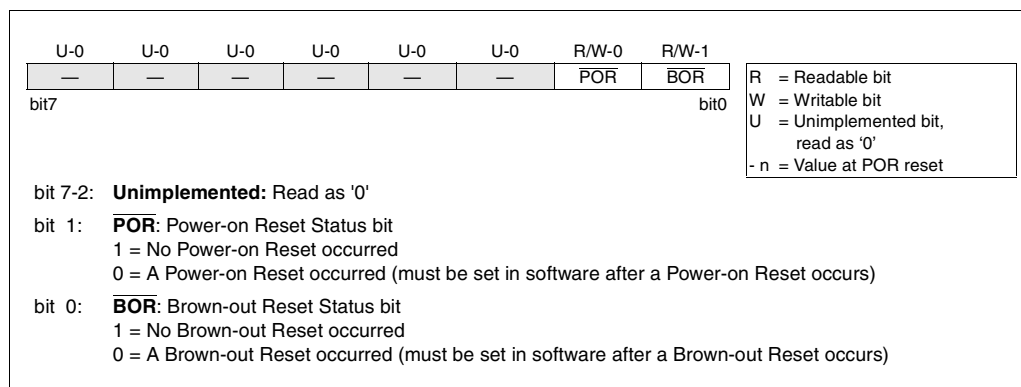 U-0 U-0 U-0 U-0 U-0 U-0 R/W-0 R/W-1
— — — — — — P̅O̅R̅ B̅O̅R̅
bit7 bit0
R = Readable bit
W = Writable bit
U = Unimplemented bit,
read as ‘0’
- n = Value at POR reset
bit 7-2: Unimplemented: Read as '0'
bit 1: P̅O̅R̅: Power-on Reset Status bit
1 = No Power-on Reset occurred
0 = A Power-on Reset occurred (must be set in software after a Power-on Reset occurs)
bit 0: B̅O̅R̅: Brown-out Reset Status bit
1 = No Brown-out Reset occurred
0 = A Brown-out Reset occurred (must be set in software after a Brown-out Reset occurs)